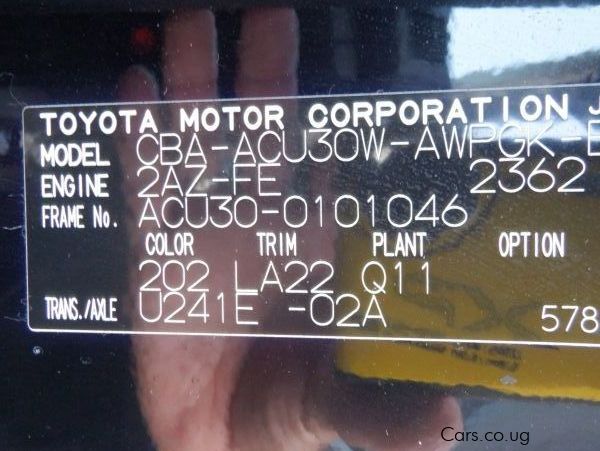 TOYOTA MOTOR CORPORATION J
MODEL CBA-ACU30W-AWPGK-E
ENGINE 2AZ-FE 2362
FRAME No. ACU30-0101046
COLOR TRIM PLANT OPTION
202 LA22 Q11
TRANS./AXLE U241E -02A 578
Cars.co.ug